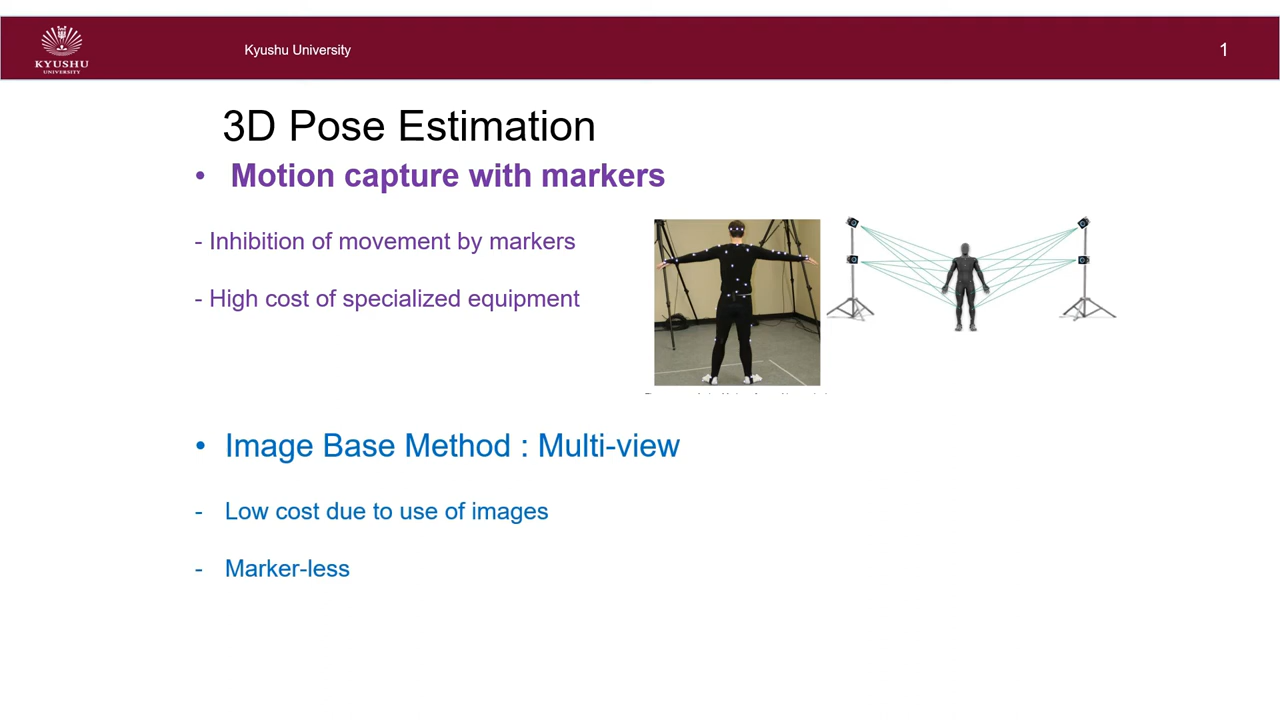 KYUSHU
UNIVERSITY
Kyushu University
1
3D Pose Estimation
• Motion capture with markers
- Inhibition of movement by markers
- High cost of specialized equipment
• Image Base Method : Multi-view
- Low cost due to use of images
- Marker-less